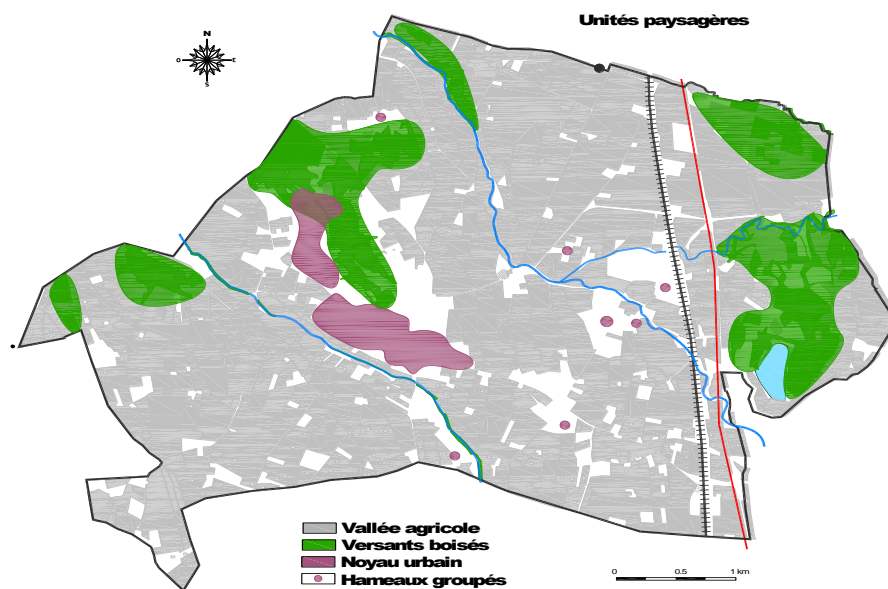 Unités paysagères
N
O
E
S
Vallée agricole
Versants boisés
Noyau urbain
Hameaux groupés
0 0.5 1 km